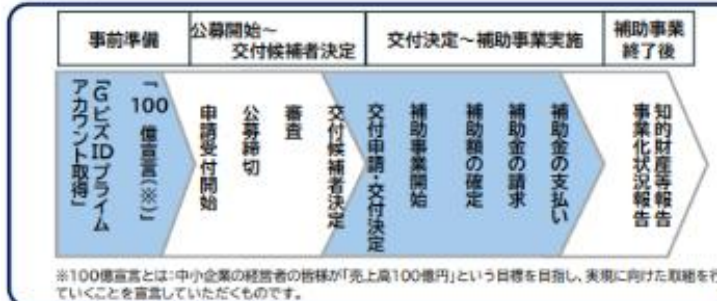 事前準備
公募開始～
交付候補者決定
交付決定～補助事業実施
補助事業
終了後
「GビズIDプライム
アカウント取得」
「100億宣言(※)」
申請受付開始
公募締切
審査
交付候補者決定
交付申請・交付決定
補助事業開始
補助額の確定
補助金の請求
補助金の支払い
知的財産等報告
事業化状況報告
※100億宣言とは:中小企業の経営者の皆様が「売上高100億円」という目標を目指し、実現に向けた取組を行
ていくことを宣言していただくものです。